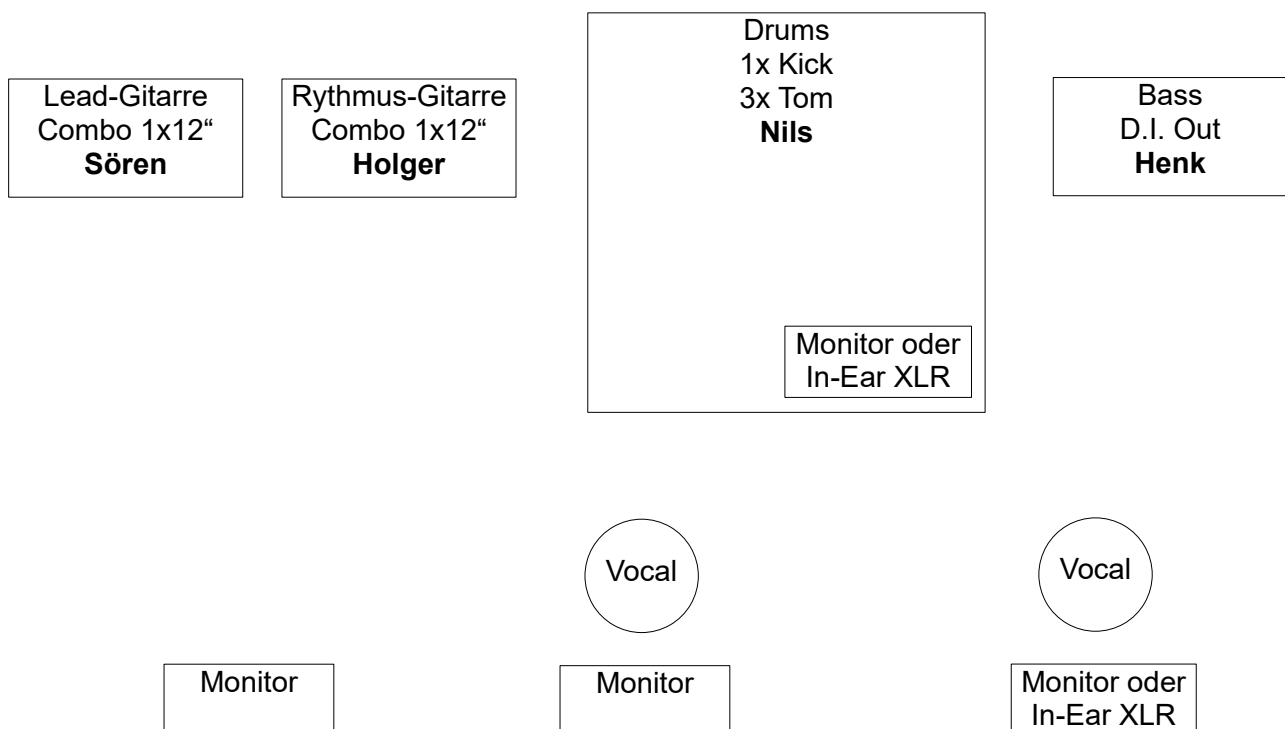 Lead-Gitarre
Combo 1x12“
Sören
Rythmus-Gitarre
Combo 1x12“
Holger
Drums
1x Kick
3x Tom
Nils
Bass
D.I. Out
Henk
Monitor oder
In-Ear XLR
Vocal
Vocal
Monitor
Monitor
Monitor oder
In-Ear XLR